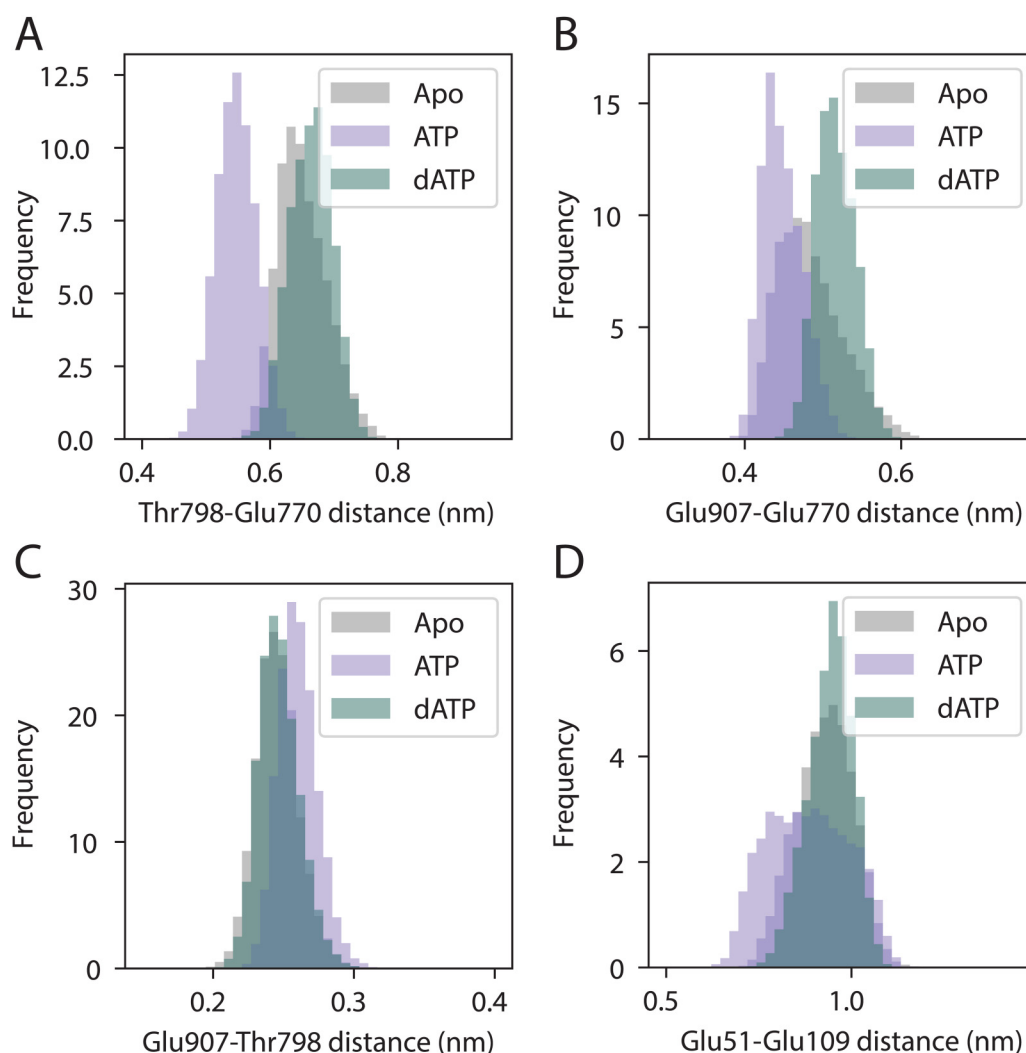 A
12.5
10.0
7.5
5.0
2.5
0.0
Frequency
Apo
ATP
dATP
0.4
0.6
0.8
Thr798-Glu770 distance (nm)
B
15
10
5
0
Frequency
Apo
ATP
dATP
0.4
0.6
Glu907-Glu770 distance (nm)
C
30
20
10
0
Frequency
Apo
ATP
dATP
0.2
0.3
0.4
Glu907-Thr798 distance (nm)
D
6
4
2
0
Frequency
Apo
ATP
dATP
0.5
1.0
Glu51-Glu109 distance (nm)